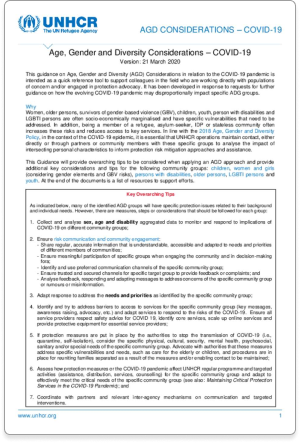 UNHCR
The UN Refugee Agency
AGD CONSIDERATIONS – COVID-19
Age, Gender and Diversity Considerations – COVID-19
Version: 21 March 2020
This guidance on Age, Gender and Diversity (AGD) Considerations in relation to the COVID-19 pandemic is
intended as a quick reference tool to support colleagues in the field who are working directly with populations
of concern and/or engaged in protection advocacy. It has been developed in response to requests for further
guidance on how the evolving COVID-19 pandemic may disproportionately impact specific ADG groups.
Why
Women, older persons, survivors of gender-based violence (GBV), children, youth, person with disabilities and
LGBTI persons are often socio-economically marginalised and have specific vulnerabilities that need to be
addressed. In addition, being a member of a refugee, asylum-seeker, IDP or stateless community often
increases these risks and reduces access to key services. In line with the 2018 Age, Gender and Diversity
Policy, in the context of the COVID-19 epidemic, it is essential that UNHCR operations maintain contact, either
directly or through partners or community members with these groups to analyse the impact of
intersecting personal characteristics to inform protection risk mitigation approaches and assistance.
This Guidance will provide overarching tips to be considered when applying an AGD approach and provide
additional key considerations and tips for the following community groups: children, women and girls
(considering gender elements and GBV risks), persons with disabilities, older persons, LGBTI persons and
youth. At the end of the documents is a list of resources to support efforts.
Key Overarching Tips
As indicated below, many of the identified AGD groups will have specific protection issues related to their background
and individual needs. However, there are measures, steps or considerations that should be followed for each group:
1. Collect and analyse sex, age and disability aggregated data to monitor and respond to implications of
COVID-19 on different community groups;
2. Ensure risk communication and community engagement:
- Share regular, accurate information that is understandable, accessible and adapted to needs and priorities
of different members of communities;
- Ensure meaningful participation of specific groups when engaging the community and in decision-making
fora;
- Identify and use preferred communication channels of the specific community group;
- Ensure trusted and secured channels for specific target group to provide feedback or complaints; and
- Analyse feedback, responding and adapting messages to address concerns of the specific community group
or rumours or misinformation;
3. Adapt response to address the needs and priorities as identified by the specific community group;
4. Identify and try to address barriers to access to services for the specific community group (key messages,
awareness raising, advocacy, etc.) and adapt services to respond to the risks of the COVID-19. Ensure all
service providers respect safety advice for COVID-19. Identify core services, scale up online services and
provide protective equipment for essential service providers;
5. If protection measures are put in place by the authorities to stop the transmission of COVID-19 (i.e.,
quarantine, self-isolation), consider the specific physical, cultural, security, mental health, psychosocial,
sanitary and/or special needs of the specific community group. Advocate with authorities that these measures
address specific vulnerabilities and needs, such as care for the elderly and children, and procedures are in
place for reuniting families separated as a result of the measures and/or enabling contact to be maintained;
6. Assess how protection measures or the COVID-19 pandemic affect UNHCR regular programme and targeted
activities (assistance, distribution, services, counselling) for the specific community group and adapt to
effectively meet the critical needs of the specific community group (see also: Maintaining Critical Protection
Services in the COVID-19 Pandemic); and
7. Coordinate with partners and relevant inter-agency mechanisms on communication and targeted
interventions.
www.unhcr.org
1